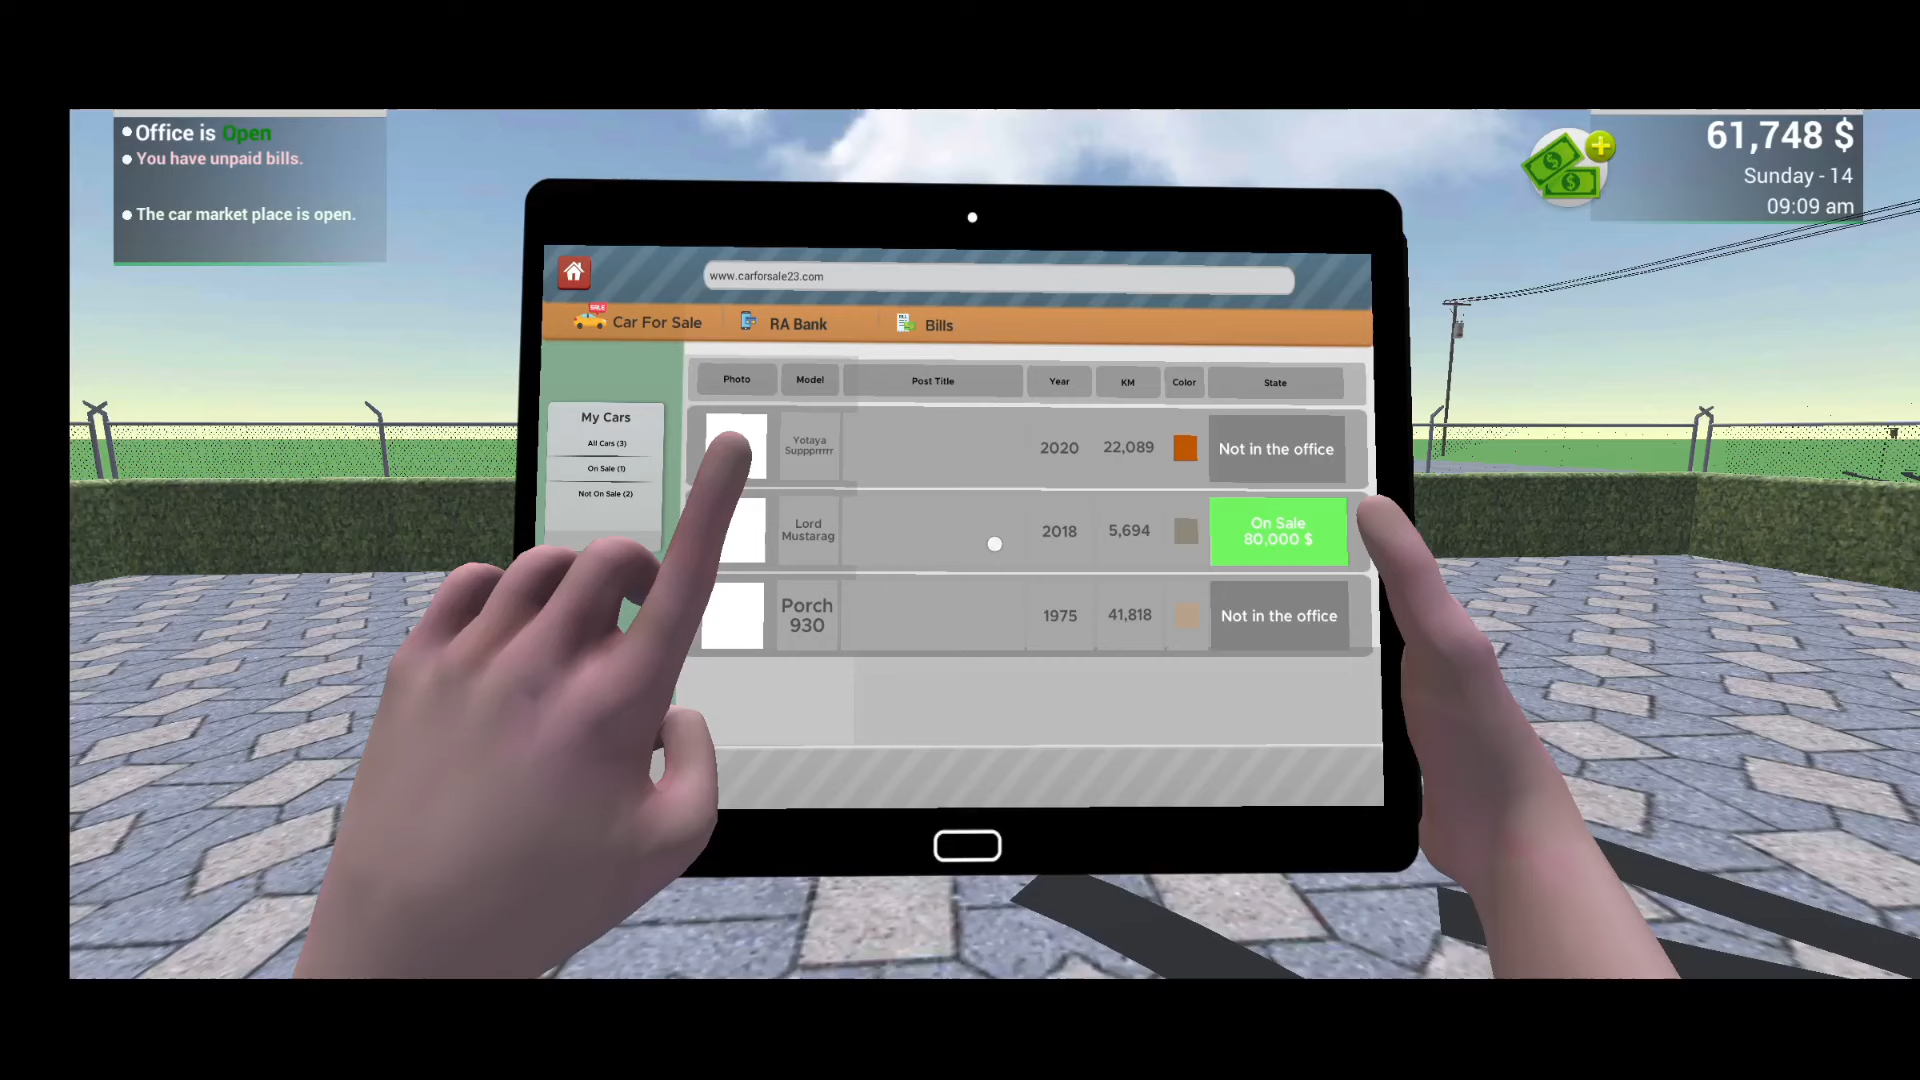 Office is Open
You have unpaid bills.
The car market place is open.
61,748 $
Sunday - 14
09:09 am
www.carforsale23.com
SALE
Car For Sale
RA Bank
Bills
My Cars
All Cars (3)
On Sale (1)
Not On Sale (2)
Photo Model Post Title Year KM Color State
Yotaya
Suppprrrrr
2020 22,089 Not in the office
Lord
Mustarag
2018 5,694
On Sale
80,000 $
Porch
930
1975 41,818 Not in the office